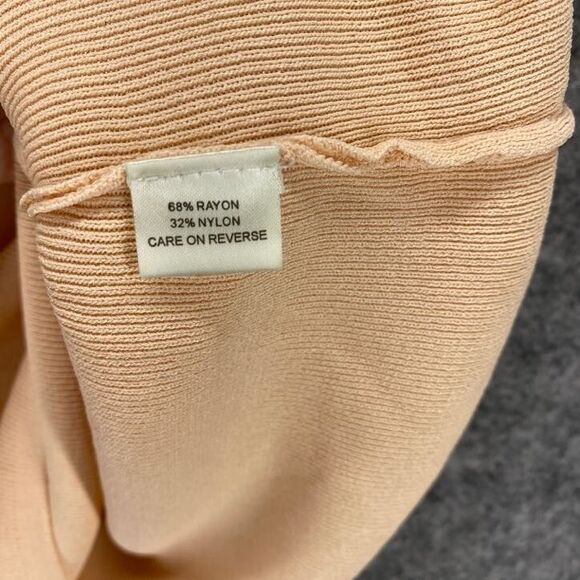 68% RAYON
32% NYLON
CARE ON REVERSE